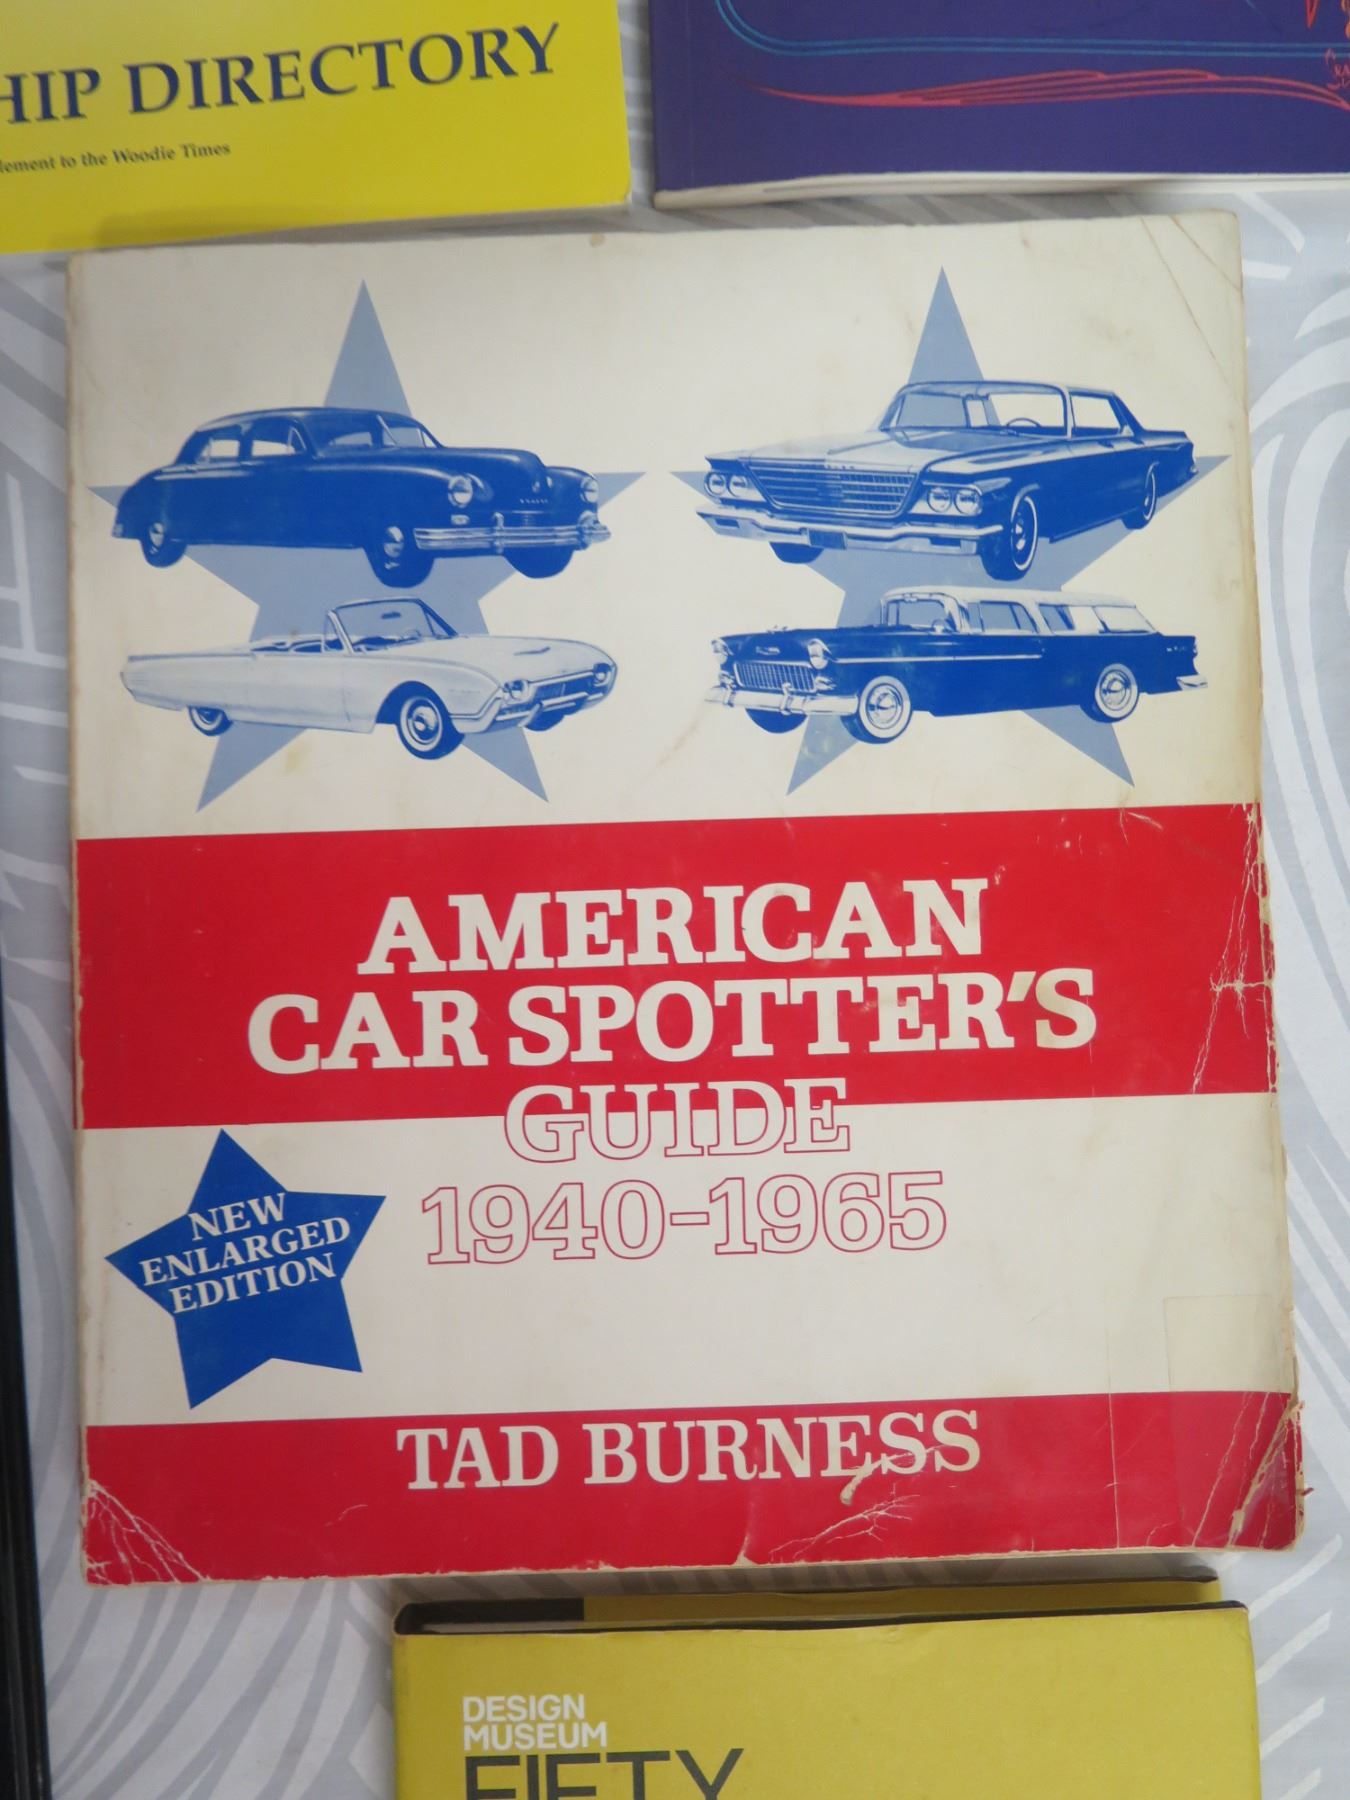 HIP DIRECTORY
lement to the Woodie Times
AMERICAN
CAR SPOTTER'S
GUIDE
1940-1965
NEW
ENLARGED
EDITION
TAD BURNESS
DESIGN
MUSEUM
FIFTY